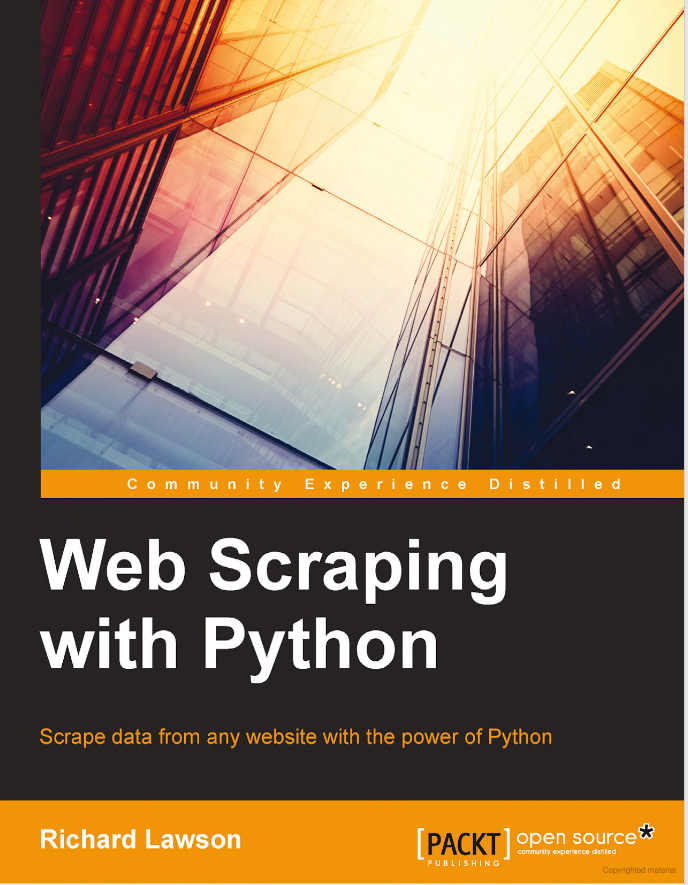 Community Experience Distilled
Web Scraping
with Python
Scrape data from any website with the power of Python
Richard Lawson
[PACKT]
PUBLISHING
open source*
community experience distilled
Copyrighted material